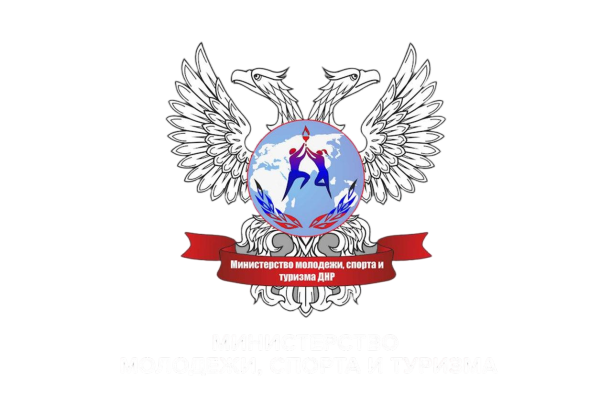 Министерство молодежи, спорта и
туризма ДНР
МИНИСТЕРСТВО
МОЛОДЕЖИ, СПОРТА И ТУРИЗМА